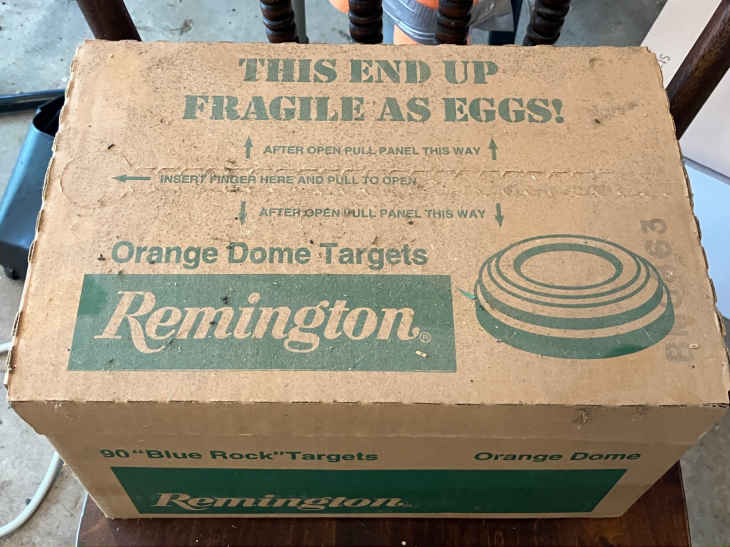 THIS END UP
FRAGILE AS EGGS!
AFTER OPEN PULL PANEL THIS WAY
INSERT FINGER HERE AND PULL TO OPEN
AFTER OPEN PULL PANEL THIS WAY
Orange Dome Targets
Remington®
90 "Blue Rock" Targets
Orange Dome
Remington